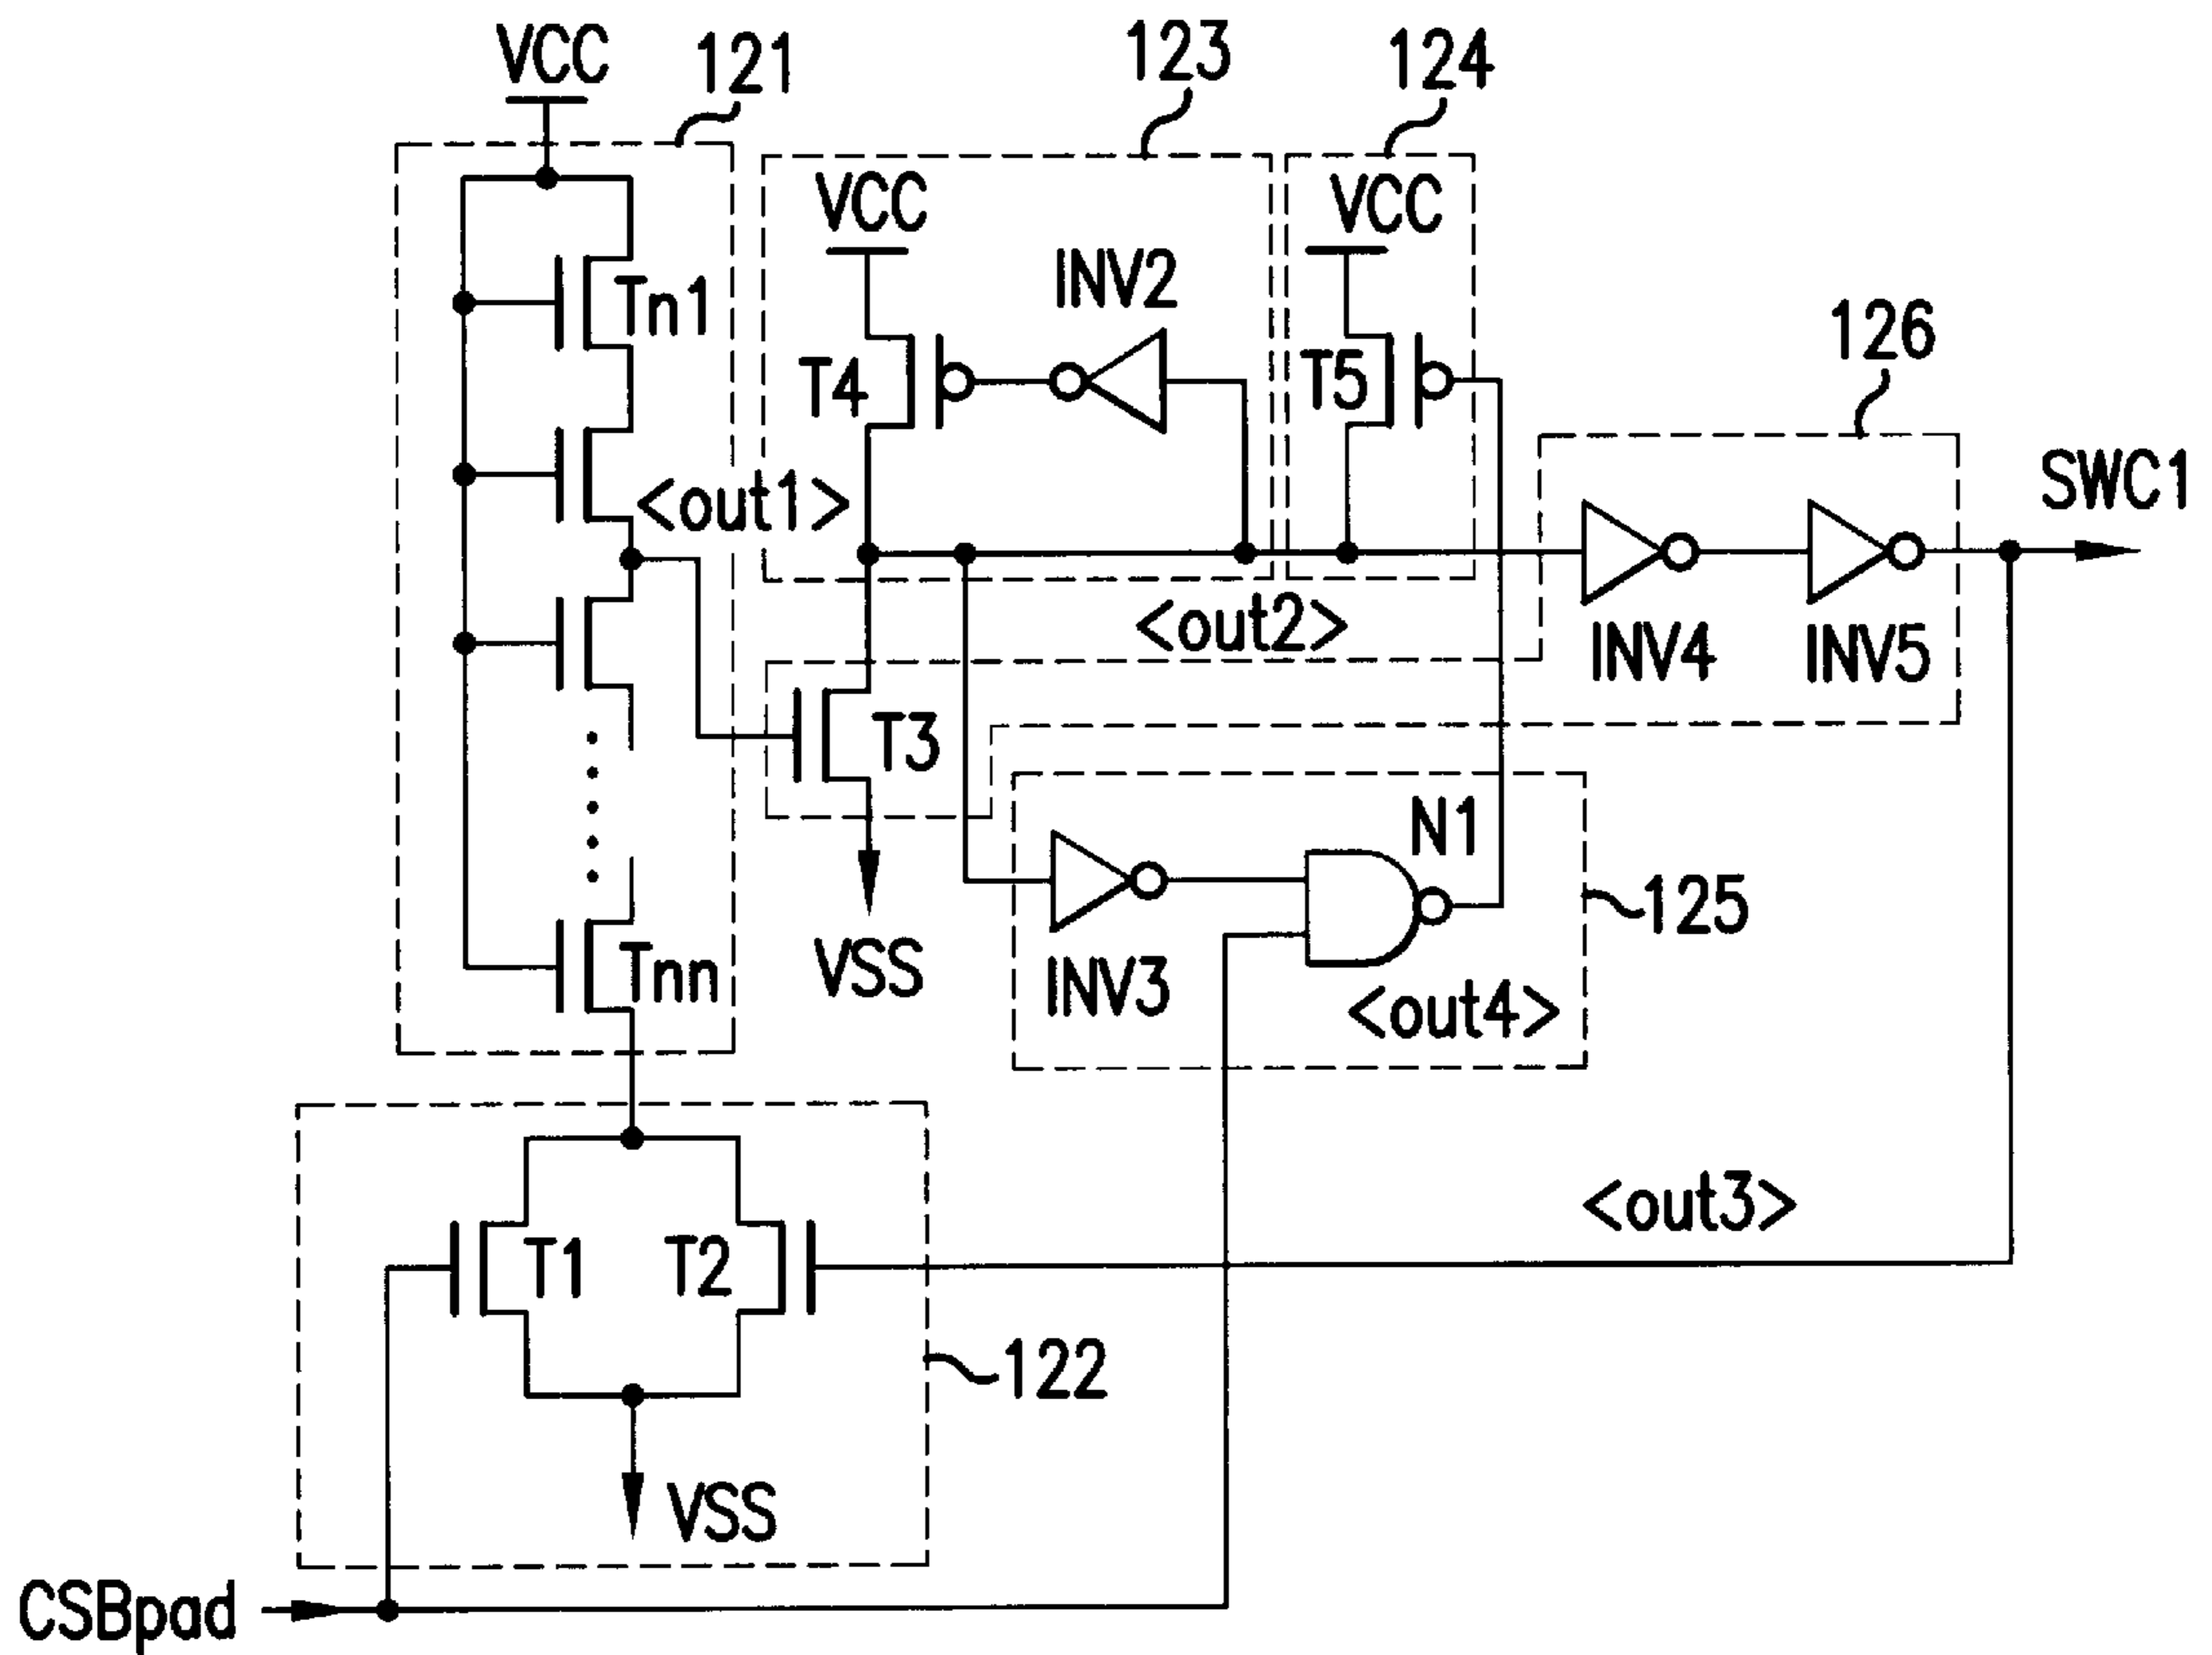 VCC
121
123
124
VCC
VCC
INV2
Tn1
126
T4
T5
<out1>
SWC1
<out2>
INV4
INV5
T3
N1
125
VSS
Tnn
INV3
<out4>
<out3>
T1
T2
122
VSS
CSBpad